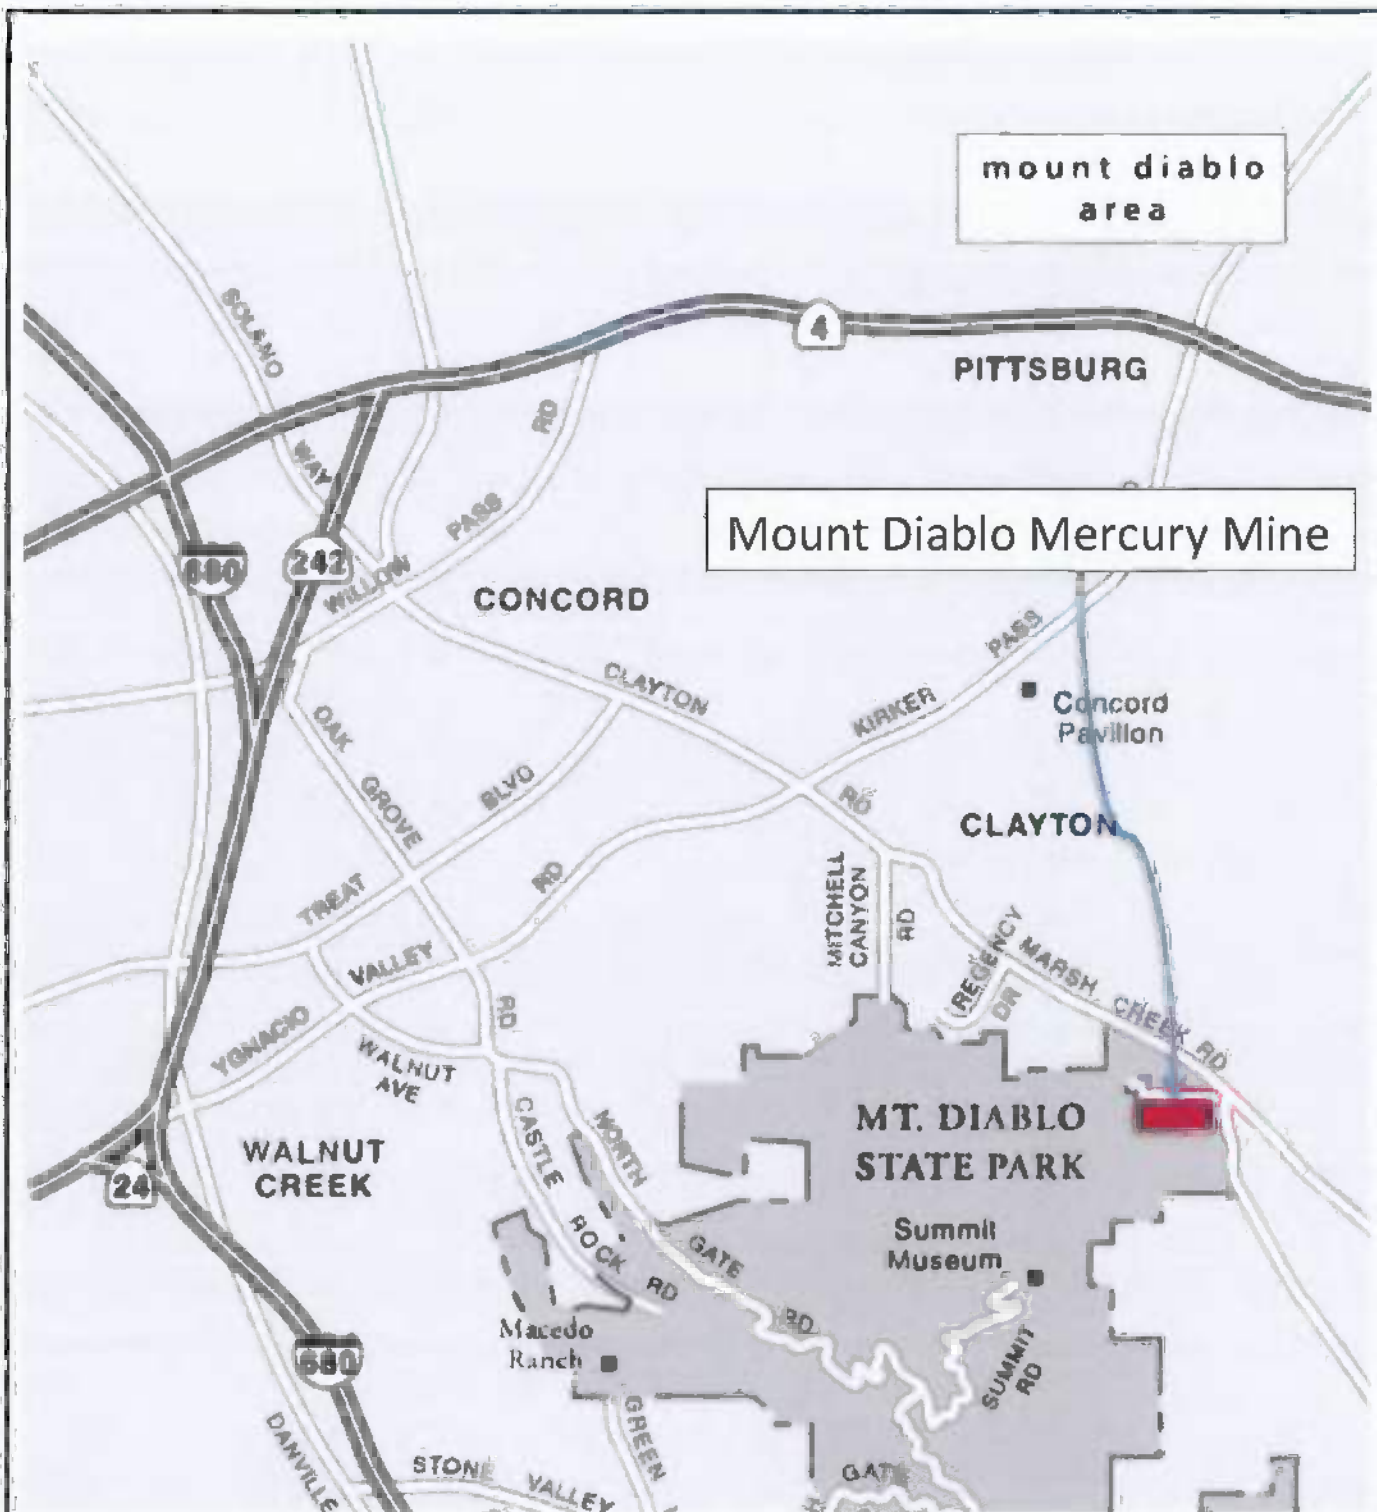 mount diablo
area
SOLANO
WAY
4
PITTSBURG
RD
PASS
WILLOW
680
242
Mount Diablo Mercury Mine
CONCORD
CLAYTON
RD
KIRKER
PASS
Concord
Pavilion
CLAYTON
OAK
GROVE
RD
TREAT
BLVD
YGNACIO
VALLEY
RD
MITCHELL
CANYON
RD
REGENCY
DR
MARSH
CREEK
RD
WALNUT
AVE
WALNUT
CREEK
24
CASTLE
ROCK
RD
NORTH
GATE
RD
MT. DIABLO
STATE PARK
Summit
Museum
SUMMIT
RD
Macedo
Ranch
680
DANVILLE
STONE
VALLEY
GREEN
GATE